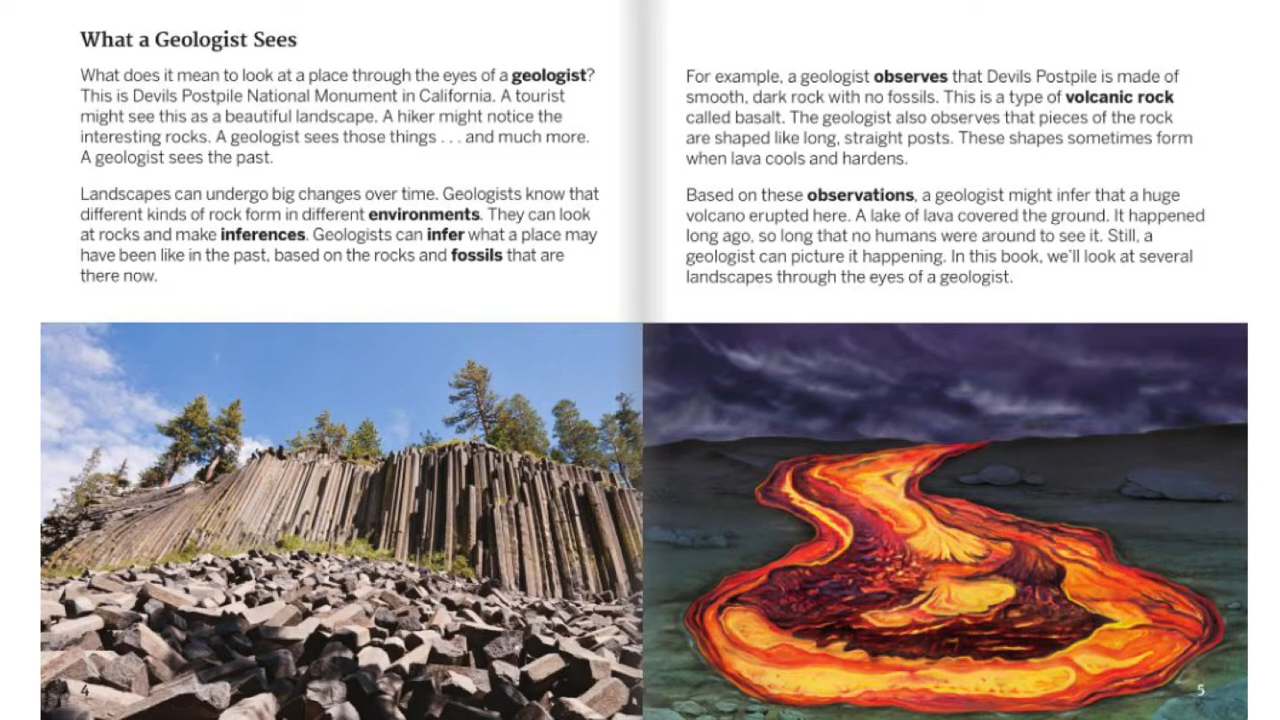 What a Geologist Sees
What does it mean to look at a place through the eyes of a geologist?
This is Devils Postpile National Monument in California. A tourist
might see this as a beautiful landscape. A hiker might notice the
interesting rocks. A geologist sees those things . . . and much more.
A geologist sees the past.
Landscapes can undergo big changes over time. Geologists know that
different kinds of rock form in different environments. They can look
at rocks and make inferences. Geologists can infer what a place may
have been like in the past, based on the rocks and fossils that are
there now.
4
For example, a geologist observes that Devils Postpile is made of
smooth, dark rock with no fossils. This is a type of volcanic rock
called basalt. The geologist also observes that pieces of the rock
are shaped like long, straight posts. These shapes sometimes form
when lava cools and hardens.
Based on these observations, a geologist might infer that a huge
volcano erupted here. A lake of lava covered the ground. It happened
long ago, so long that no humans were around to see it. Still, a
geologist can picture it happening. In this book, we'll look at several
landscapes through the eyes of a geologist.
5